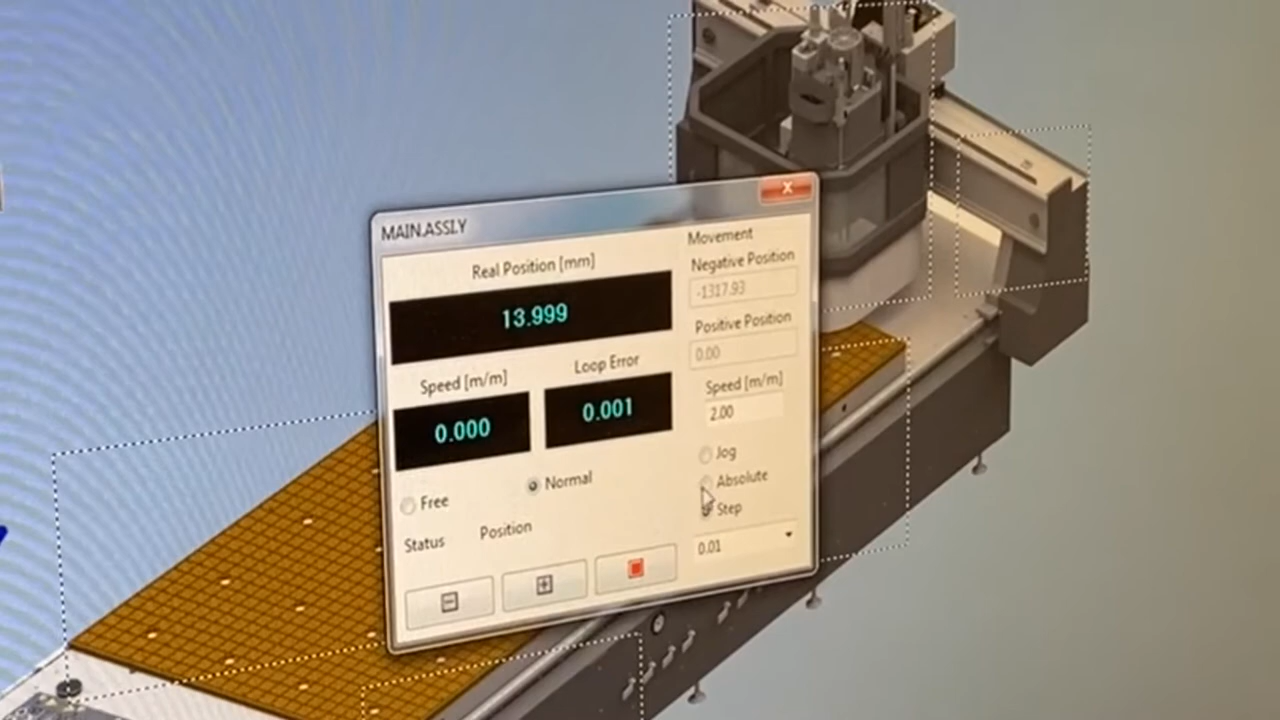 MAIN.ASSI.Y
Real Position [mm]
13.999
Speed [m/m]
Loop Error
0.000
0.001
Free
Normal
Status
Position
Movement
Negative Position
-1317.93
Positive Position
0.00
Speed [m/m]
2.00
Jog
Absolute
Step
0.01